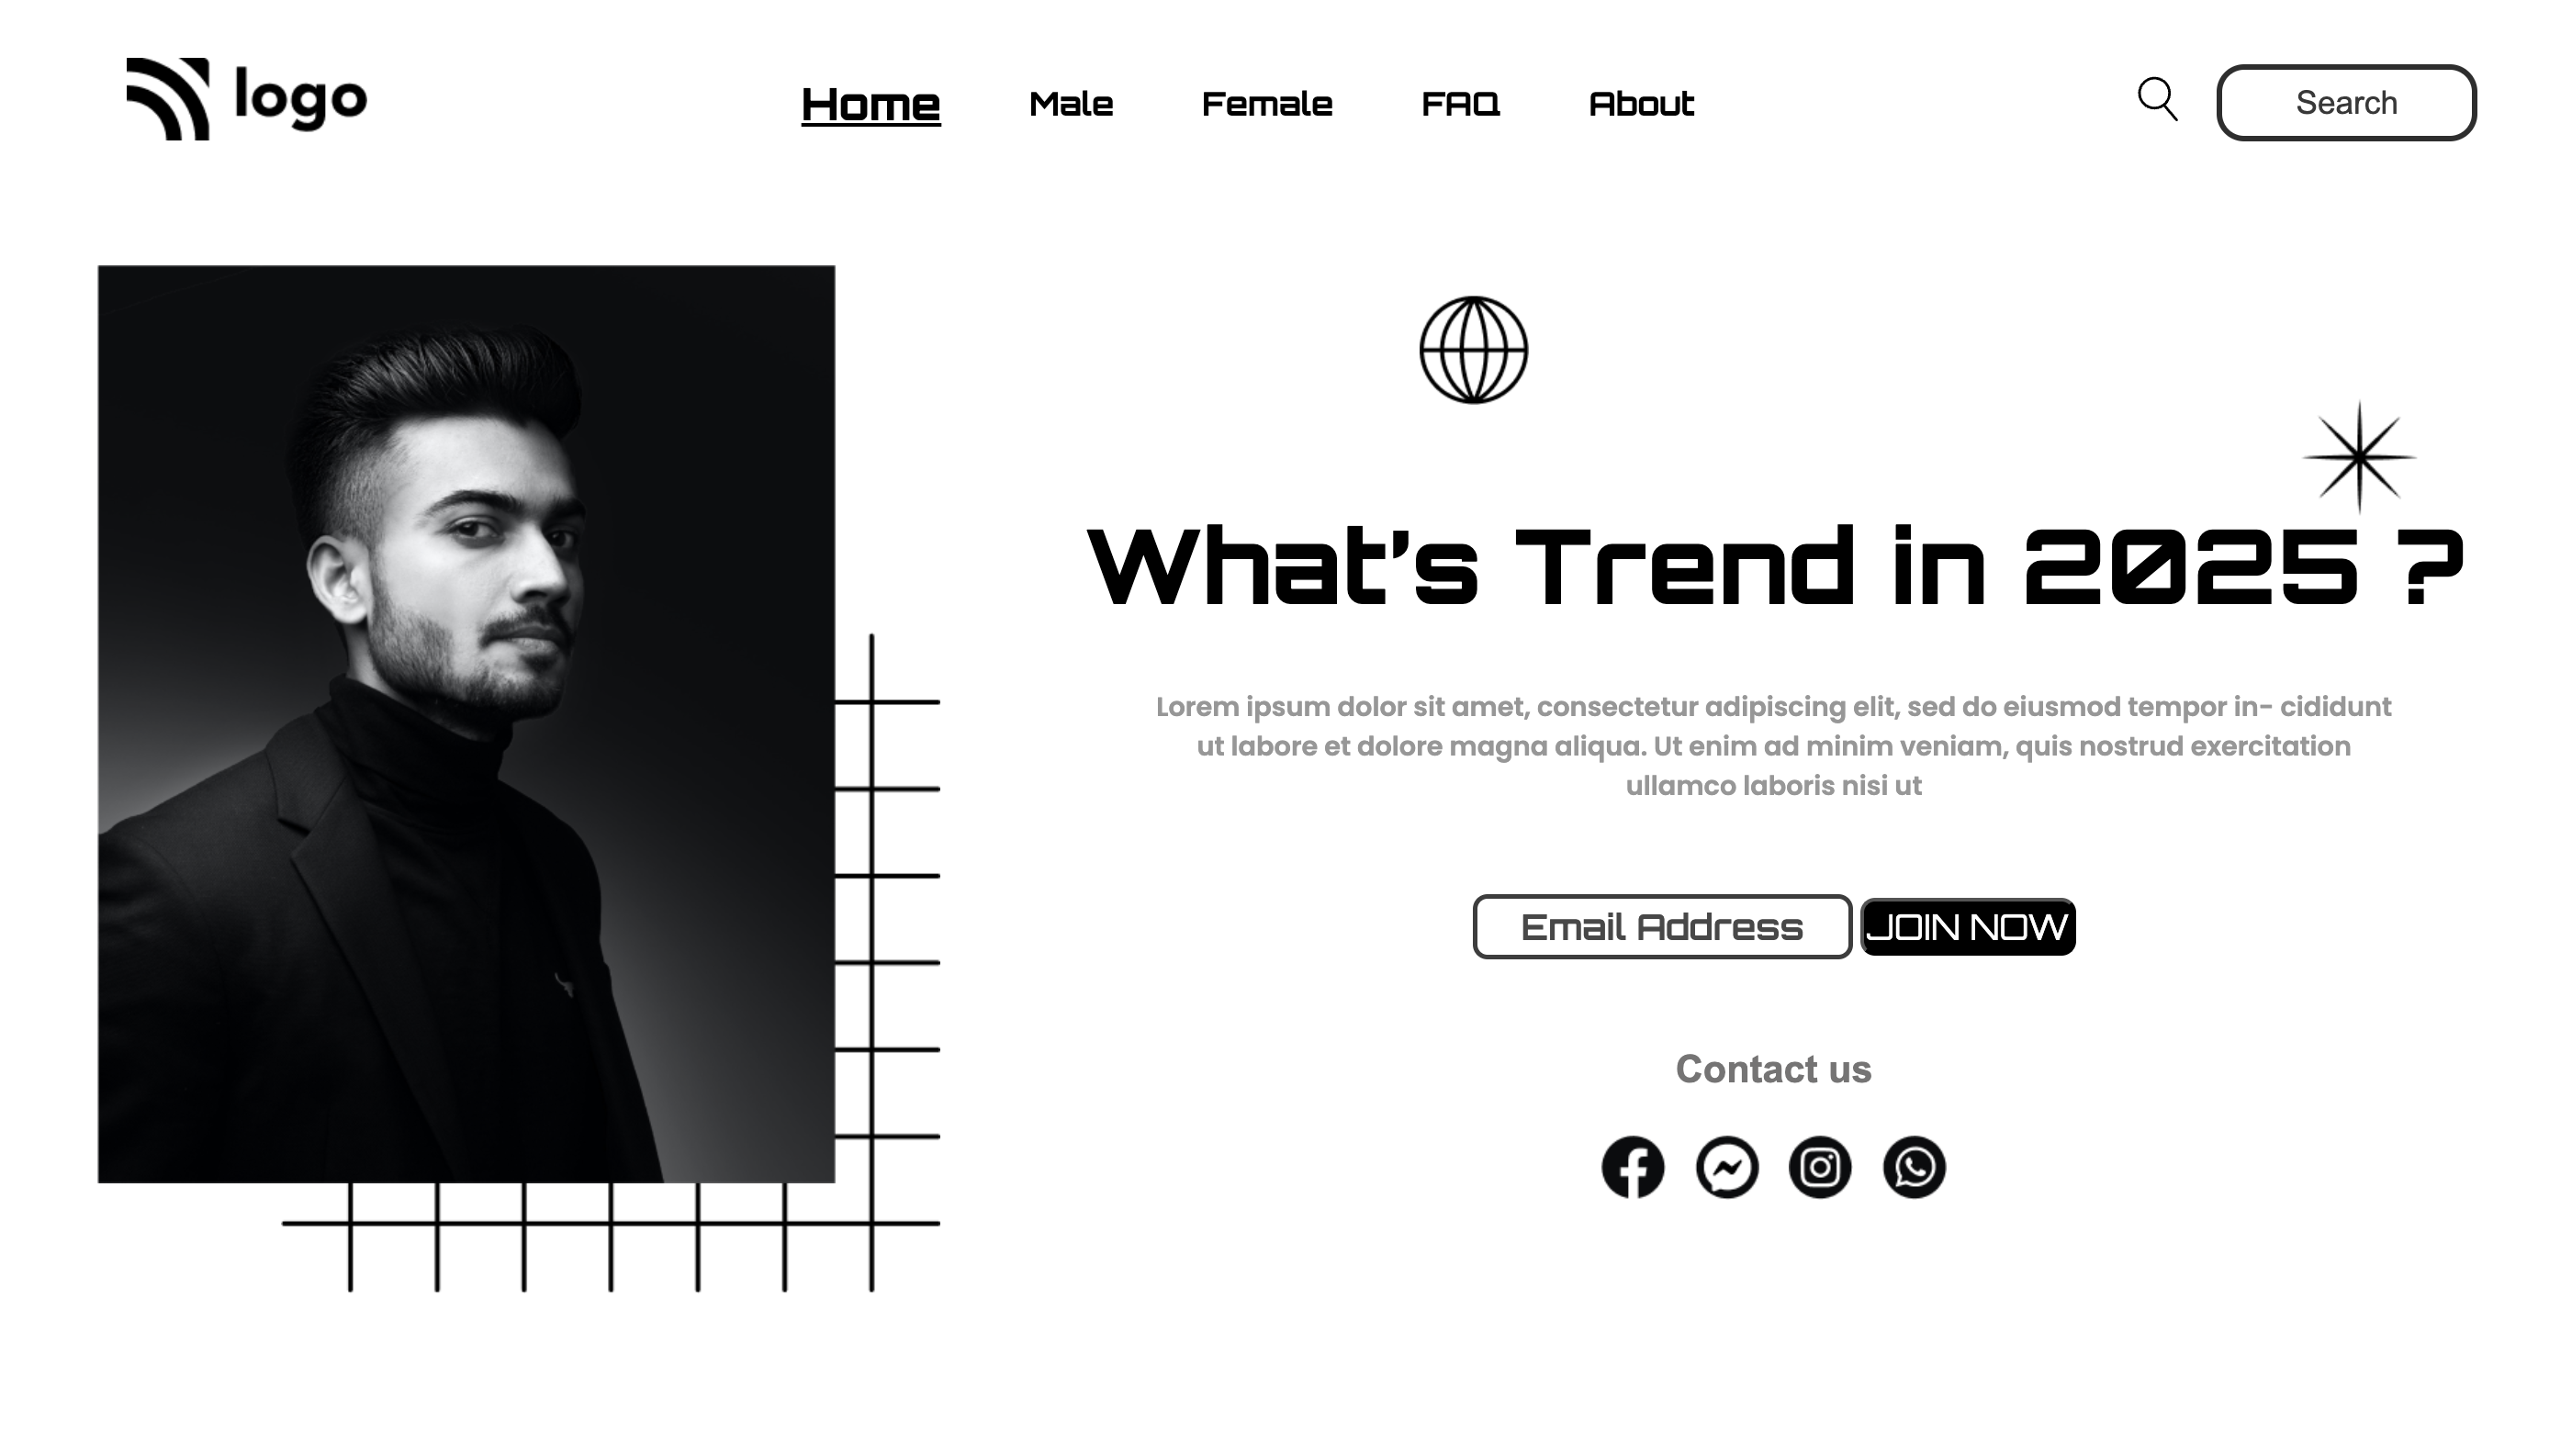 logo
Home
Male
Female
FAQ
About
Search
What's Trend in 2025 ?
Lorem ipsum dolor sit amet, consectetur adipiscing elit, sed do eiusmod tempor in- cididunt
ut labore et dolore magna aliqua. Ut enim ad minim veniam, quis nostrud exercitation
ullamco laboris nisi ut
Email Address
JOIN NOW
Contact us